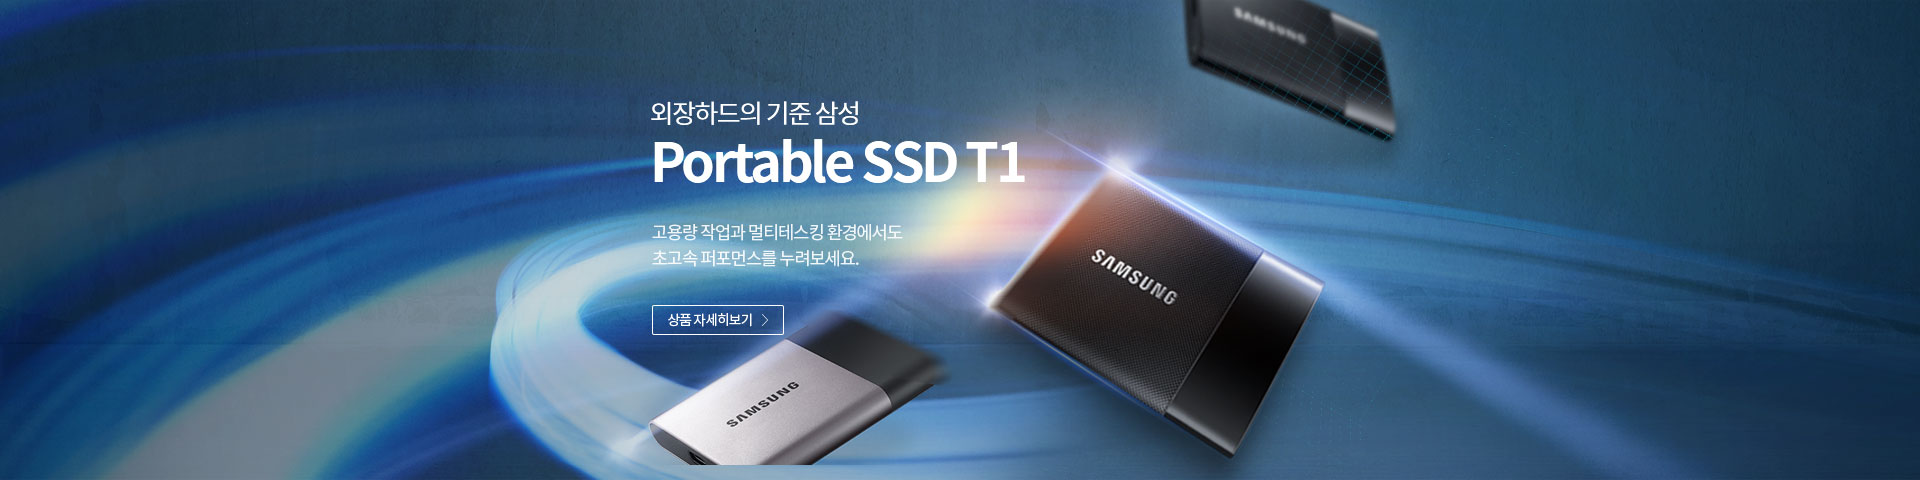 SAMSUNG
외장하드의 기준 삼성
Portable SSD T1
고용량 작업과 멀티테스킹 환경에서도
초고속 퍼포먼스를 누려보세요.
상품 자세히보기
SAMSUNG
SAMSUNG